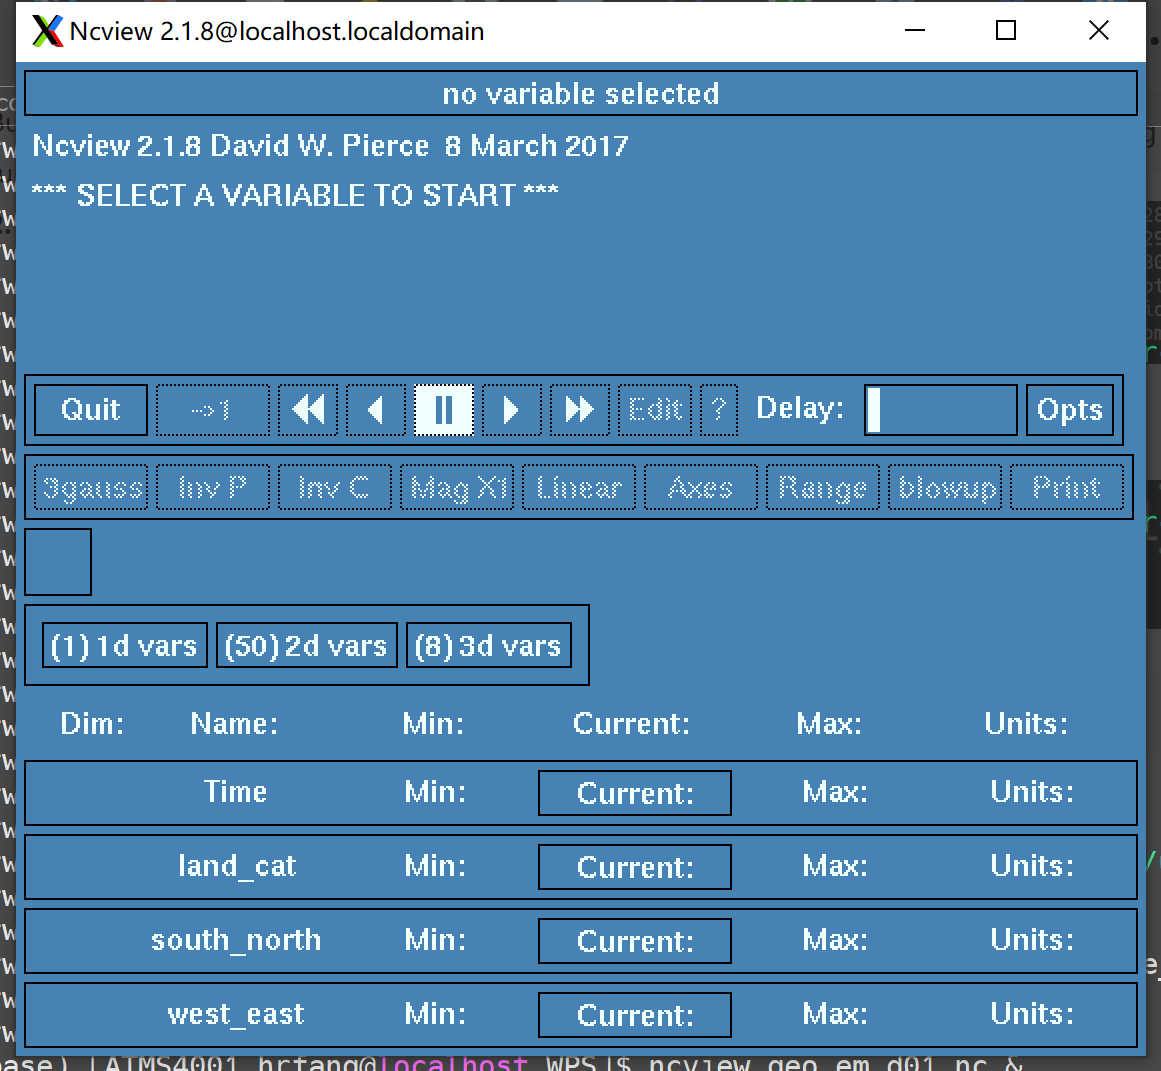 Ncview 2.1.8@localhost.localdomain
no variable selected
Ncview 2.1.8 David W. Pierce  8 March 2017
*** SELECT A VARIABLE TO START ***
Quit ->1 Edit ? Delay: Opts
3gauss Inv P Inv C Mag X1 Linear Axes Range blowup Print
(1) 1d vars (50) 2d vars (8) 3d vars
Dim: Name: Min: Current: Max: Units:
Time Min: Current: Max: Units:
land_cat Min: Current: Max: Units:
south_north Min: Current: Max: Units:
west_east Min: Current: Max: Units:
[ATMS4001_hrfang@localhost WPS]$ ncview geo_em.d01.nc &